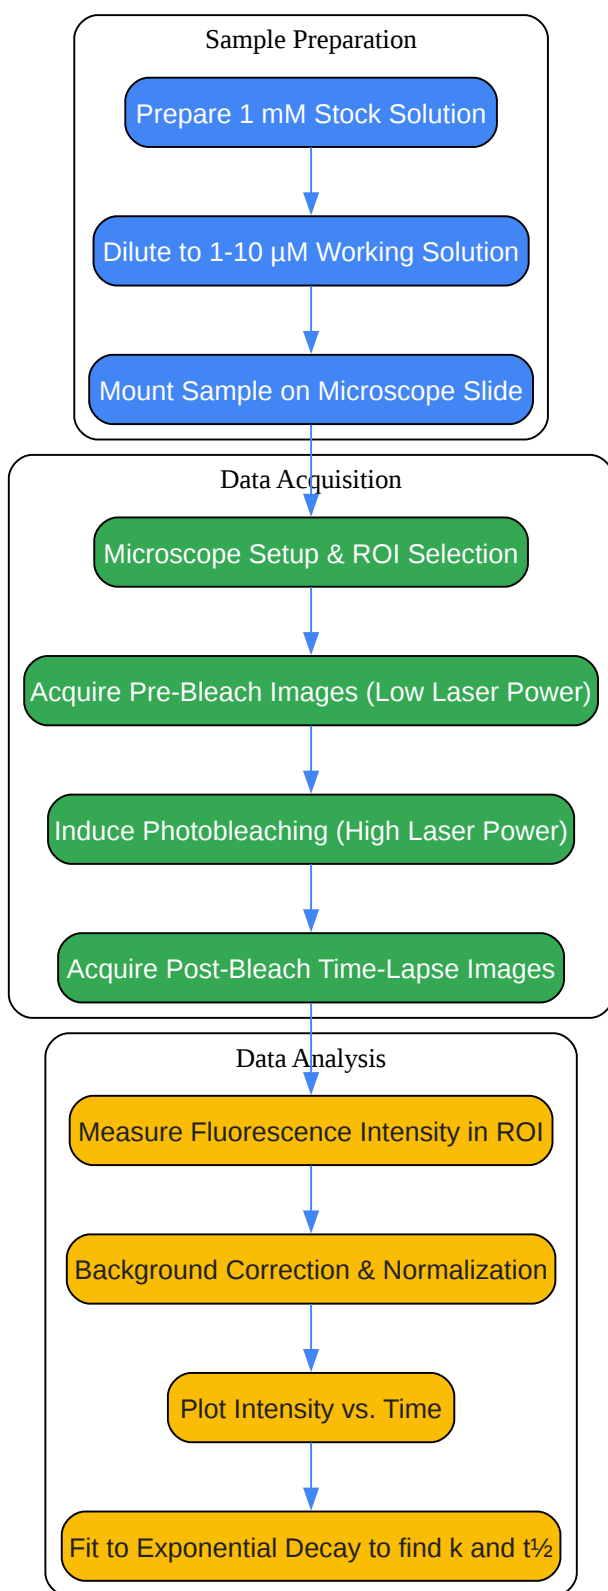 Sample Preparation
Prepare 1 mM Stock Solution
Dilute to 1-10 µM Working Solution
Mount Sample on Microscope Slide
Data Acquisition
Microscope Setup & ROI Selection
Acquire Pre-Bleach Images (Low Laser Power)
Induce Photobleaching (High Laser Power)
Acquire Post-Bleach Time-Lapse Images
Data Analysis
Measure Fluorescence Intensity in ROI
Background Correction & Normalization
Plot Intensity vs. Time
Fit to Exponential Decay to find k and t½